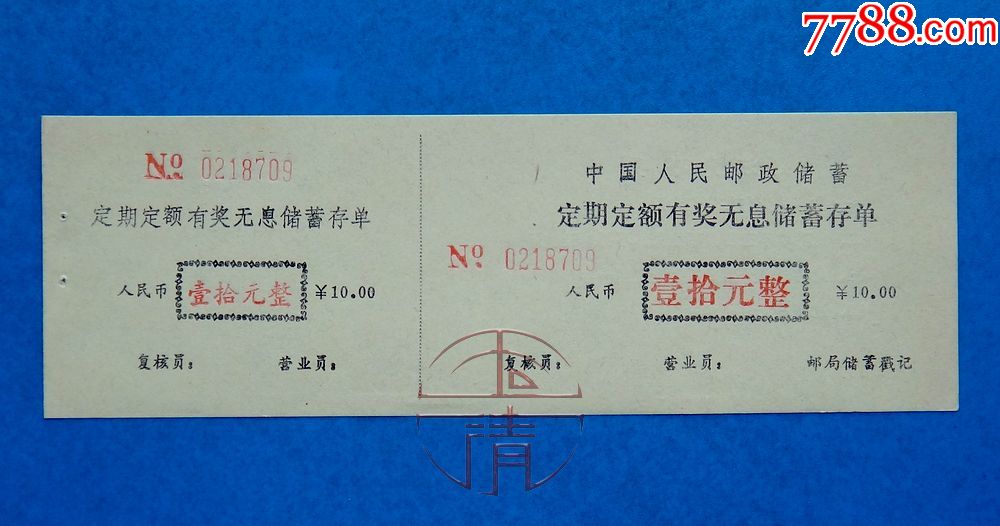 7788.com
No 0218709
定期定额有奖无息储蓄存单
人民币 壹拾元整 ¥10.00
复核员： 营业员：
中国人民邮政储蓄
定期定额有奖无息储蓄存单
No. 0218709
人民币 壹拾元整 ¥10.00
复核员： 营业员： 邮局储蓄戳记